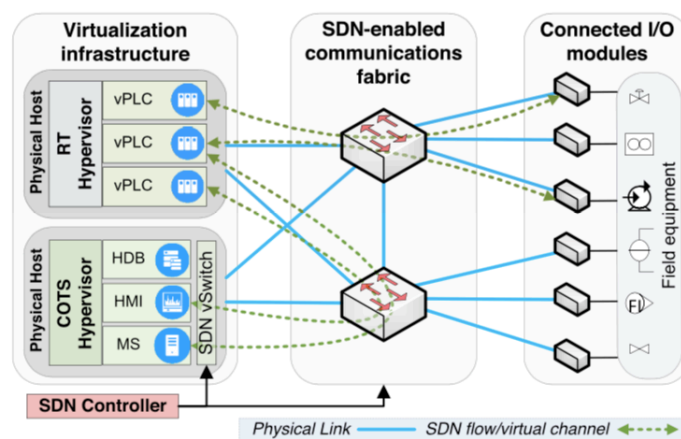 Virtualization
infrastructure
SDN-enabled
communications
fabric
Connected I/O
modules
Physical Host
RT
Hypervisor
vPLC
vPLC
vPLC
Physical Host
COTS
Hypervisor
HDB
HMI
MS
SDN vSwitch
Field equipment
FI
SDN Controller
Physical Link
SDN flow/virtual channel